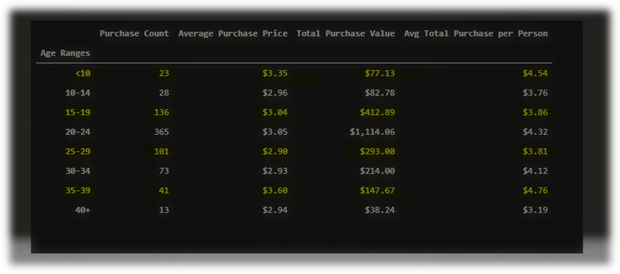 Purchase Count Average Purchase Price Total Purchase Value Avg Total Purchase per Person
Age Ranges
<10 23 $3.35 $77.13 $4.54
10-14 28 $2.96 $82.78 $3.76
15-19 136 $3.04 $412.89 $3.86
20-24 365 $3.05 $1,114.06 $4.32
25-29 101 $2.90 $293.00 $3.81
30-34 73 $2.93 $214.00 $4.12
35-39 41 $3.60 $147.67 $4.76
40+ 13 $2.94 $38.24 $3.19